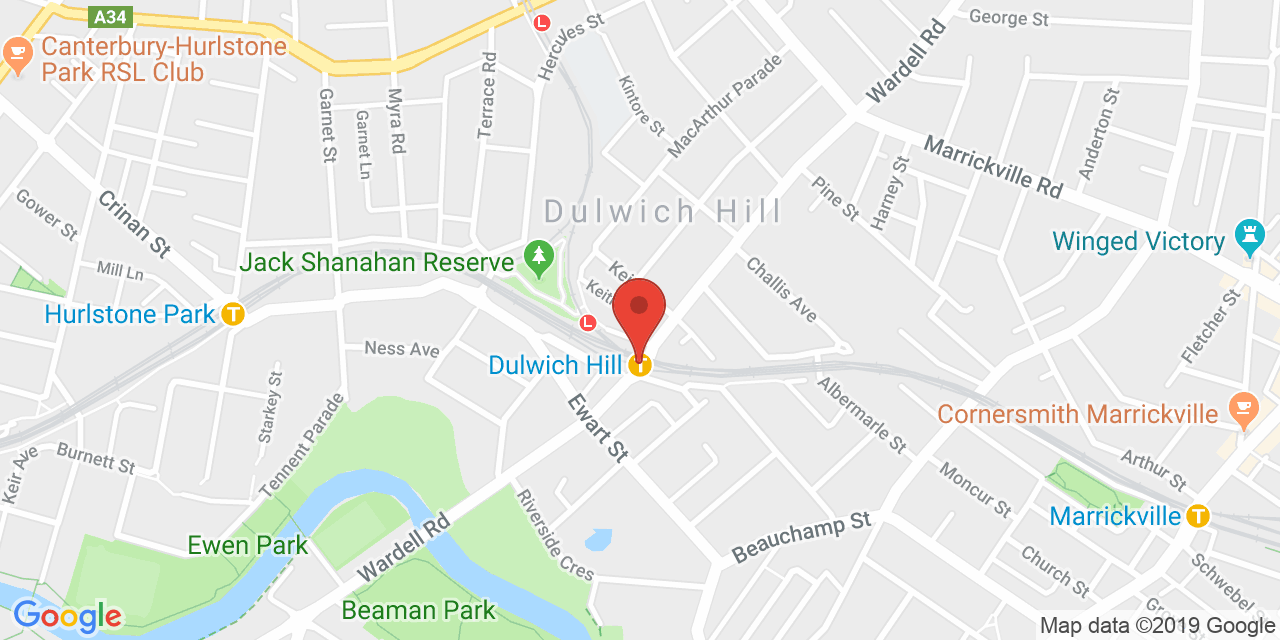 A34
L
George St
Canterbury-Hurlstone
Park RSL Club
Hercules St
Terrace Rd
Kintore St
MacArthur Parade
Wardell Rd
Garnet St
Garnet Ln
Myra Rd
Marrickville Rd
Anderton St
Pine St
Harney St
Gower St
Crinan St
Dulwich Hill
Winged Victory
Mill Ln
Jack Shanahan Reserve
Challis Ave
Hurlstone Park
T
L
Fletcher St
Ness Ave
Dulwich Hill
T
Starkey St
Tennent Parade
Ewart St
Albermarle St
Cornersmith Marrickville
Keir Ave
Burnett St
Arthur St
Moncur St
Riverside Cres
Wardell Rd
Beauchamp St
Marrickville
T
Ewen Park
Church St
Schwebel S
Beaman Park
Google
Map data ©2019 Google